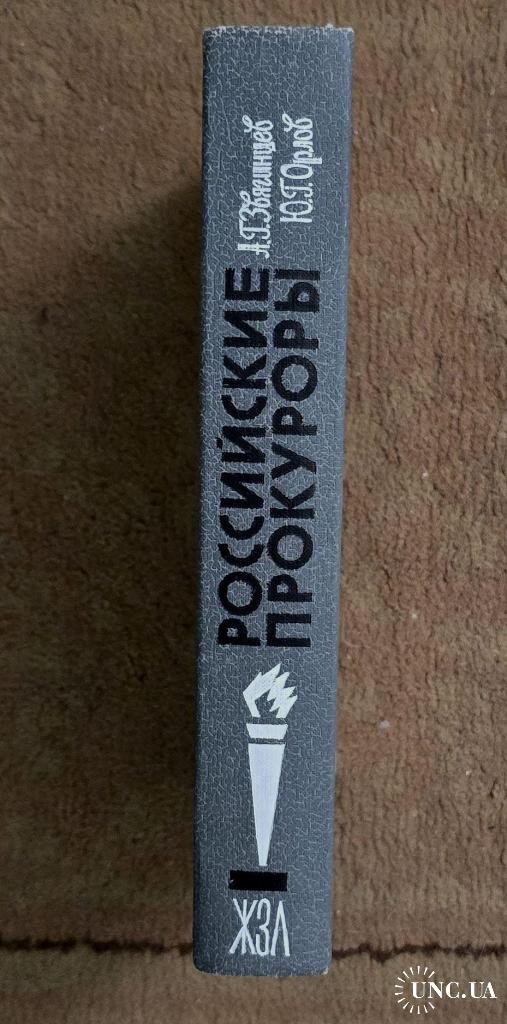 А.Г.Звягинцев
Ю.Г.Орлов
РОССИЙСКИЕ
ПРОКУРОРЫ
ЖЗЛ
UNC.UA